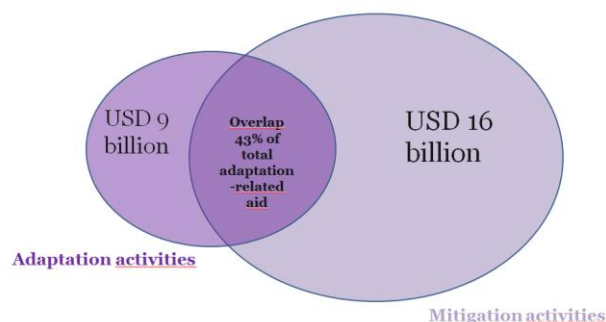 USD 9
billion
Overlap
43% of
total
adaptation
-related
aid
USD 16
billion
Adaptation activities
Mitigation activities